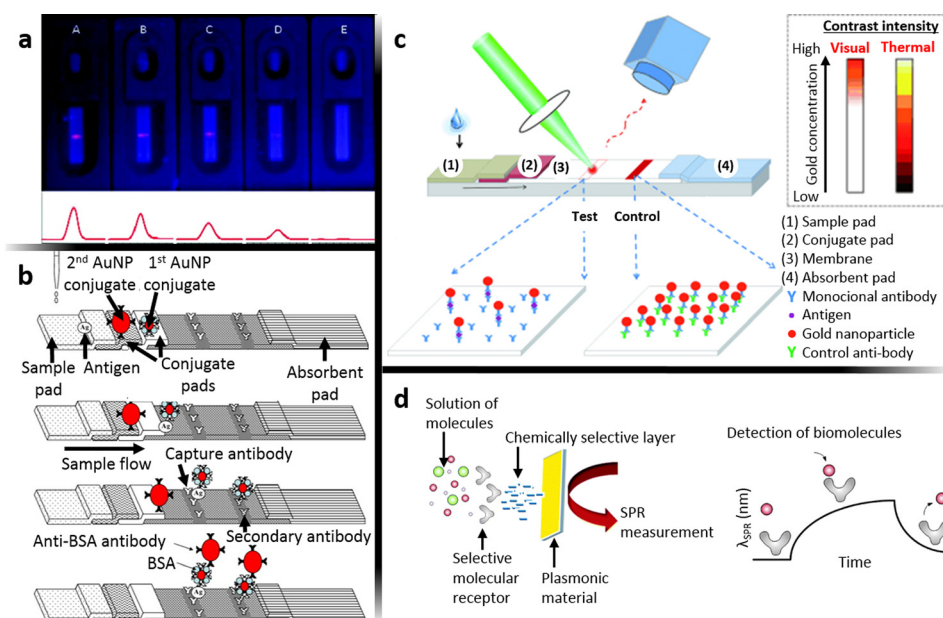 a
A B C D E
b
2nd AuNP
conjugate
1st AuNP
conjugate
Ag
Sample
pad
Antigen
Conjugate
pads
Absorbent
pad
Ag
Sample flow
Capture antibody
Ag
Anti-BSA antibody
Secondary antibody
BSA
Ag
c
(1)
(2)
(3)
(4)
Test
Control
Contrast intensity
High
Visual
Thermal
Gold concentration
Low
(1) Sample pad
(2) Conjugate pad
(3) Membrane
(4) Absorbent pad
Monocional antibody
Antigen
Gold nanoparticle
Control anti-body
d
Solution of
molecules
Chemically selective layer
SPR
measurement
Selective
molecular
receptor
Plasmonic
material
Detection of biomolecules
λSPR (nm)
Time